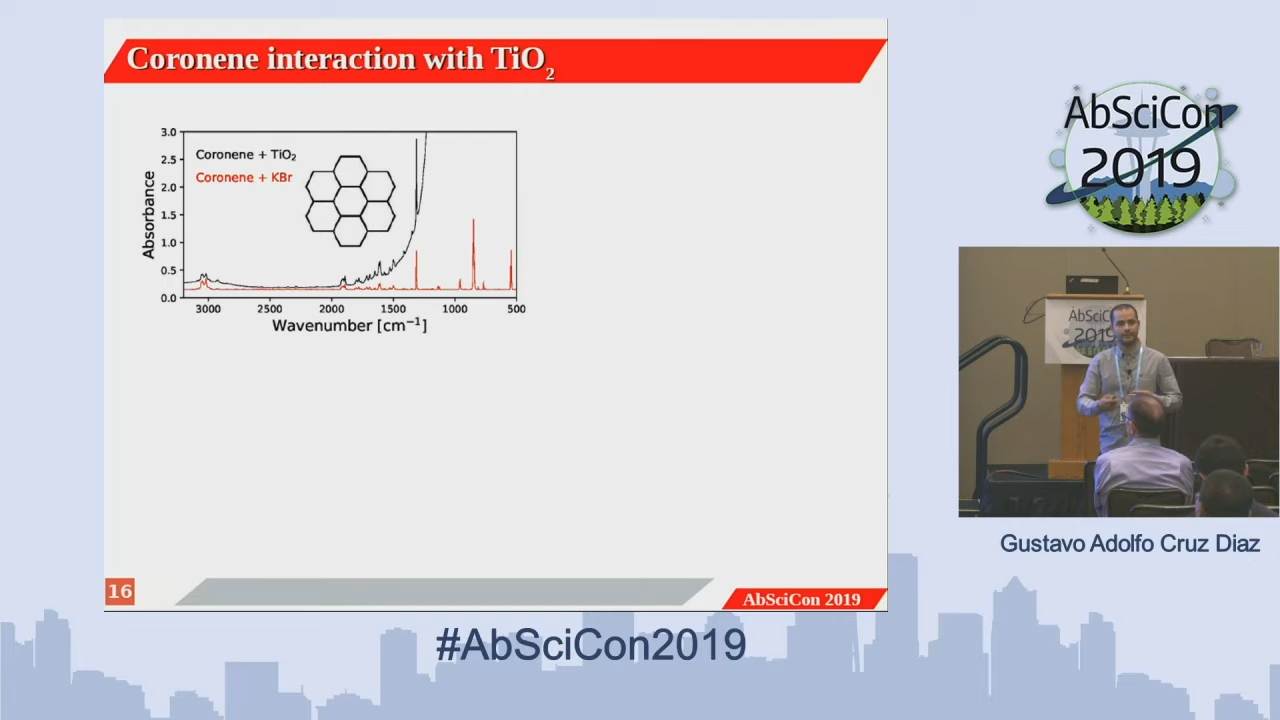 Coronene interaction with TiO2
Coronene + TiO2
Coronene + KBr
Absorbance
3.0
2.5
2.0
1.5
1.0
0.5
0.0
3000 2500 2000 1500 1000 500
Wavenumber [cm−1]
16
AbSciCon 2019
AbSciCon
2019
AbSciCon
2019
Gustavo Adolfo Cruz Diaz
#AbSciCon2019